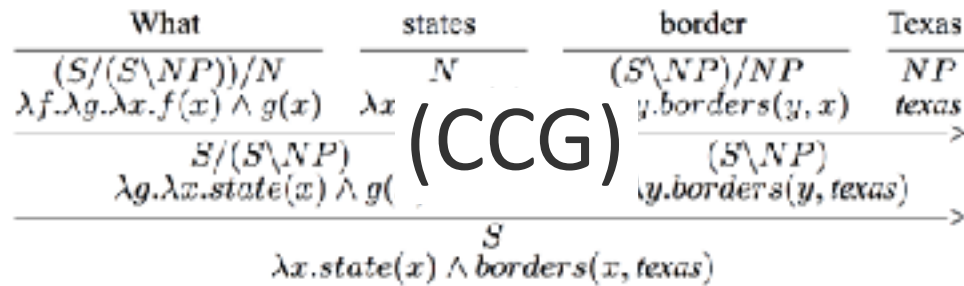 What states border Texas
(S/(S\NP))/N N (S\NP)/NP NP
λf.λg.λx.f(x) ∧ g(x) λx y.borders(y, x) texas
(CCG)
S/(S\NP) (S\NP)
λg.λx.state(x) ∧ g( λy.borders(y, texas)
S
λx.state(x) ∧ borders(x, texas)